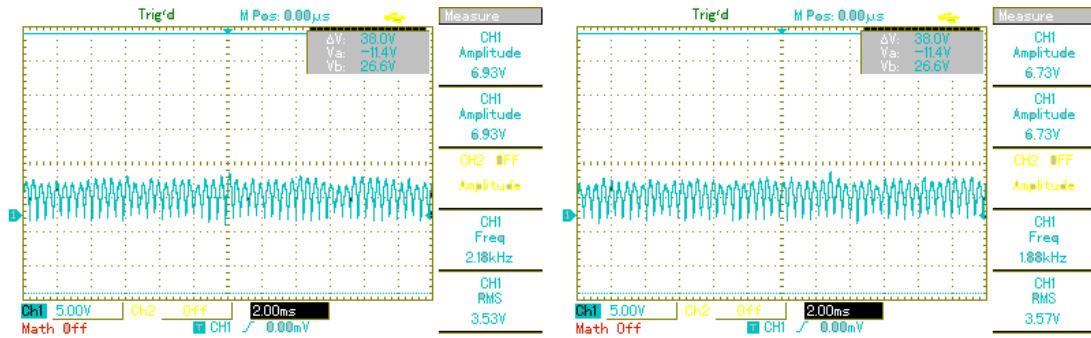 Trig'd M Pos: 0.00μs Measure
ΔV: 38.0V
Va: -11.4V
Vb: 26.6V
CH1
Amplitude
6.93V
CH1
Amplitude
6.93V
CH2 OFF
Amplitude
CH1
Freq
2.18kHz
CH1
RMS
3.53V
1
Ch1 5.00V Ch2 Off 2.00ms
Math Off T CH1 0.00mV
Trig'd M Pos: 0.00μs Measure
ΔV: 38.0V
Va: -11.4V
Vb: 26.6V
CH1
Amplitude
6.73V
CH1
Amplitude
6.73V
CH2 OFF
Amplitude
CH1
Freq
1.88kHz
CH1
RMS
3.57V
1
Ch1 5.00V Ch2 Off 2.00ms
Math Off T CH1 0.00mV